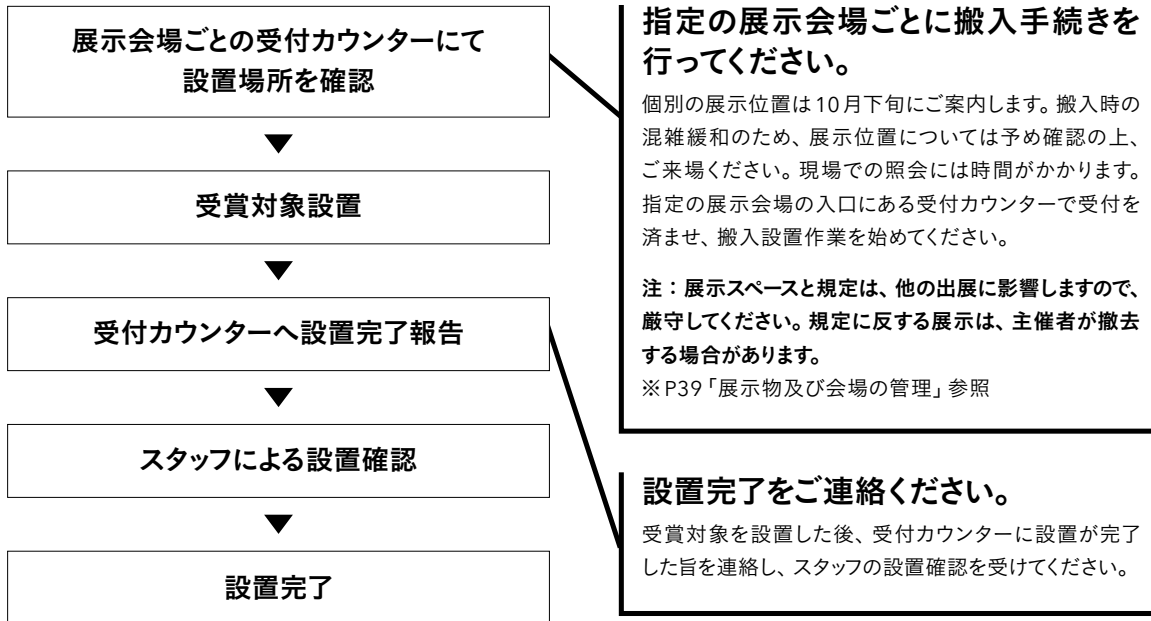 展示会場ごとの受付カウンターにて
設置場所を確認
▼
受賞対象設置
▼
受付カウンターへ設置完了報告
▼
スタッフによる設置確認
▼
設置完了
指定の展示会場ごとに搬入手続きを
行ってください。
個別の展示位置は10月下旬にご案内します。搬入時の
混雑緩和のため、展示位置については予め確認の上、
ご来場ください。現場での照会には時間がかかります。
指定の展示会場の入口にある受付カウンターで受付を
済ませ、搬入設置作業を始めてください。
注：展示スペースと規定は、他の出展に影響しますので、
厳守してください。規定に反する展示は、主催者が撤去
する場合があります。
※P39「展示物及び会場の管理」参照
設置完了をご連絡ください。
受賞対象を設置した後、受付カウンターに設置が完了
した旨を連絡し、スタッフの設置確認を受けてください。